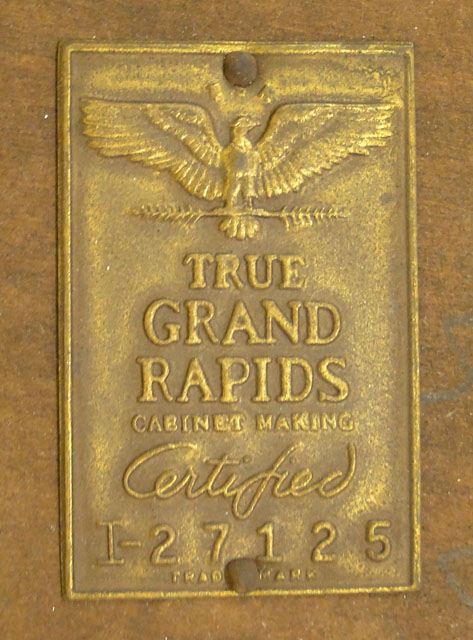 TRUE
GRAND
RAPIDS
CABINET MAKING
Certified
I-27125
TRADE MARK